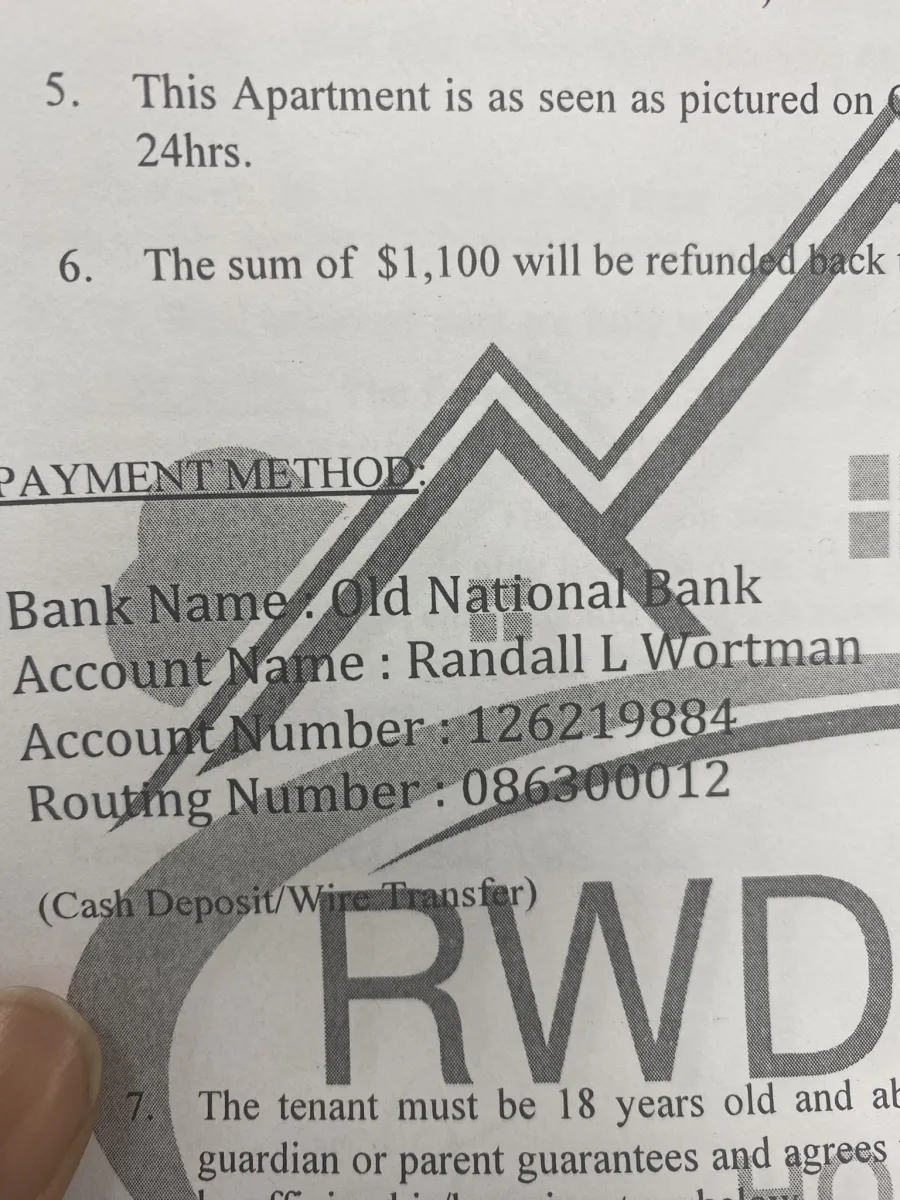 5. This Apartment is as seen as pictured on
24hrs.
6. The sum of $1,100 will be refunded back
PAYMENT METHOD:
Bank Name : Old National Bank
Account Name : Randall L Wortman
Account Number : 126219884
Routing Number : 086300012
(Cash Deposit/Wire Transfer)
RWD
7. The tenant must be 18 years old and
guardian or parent guarantees and agrees
HO